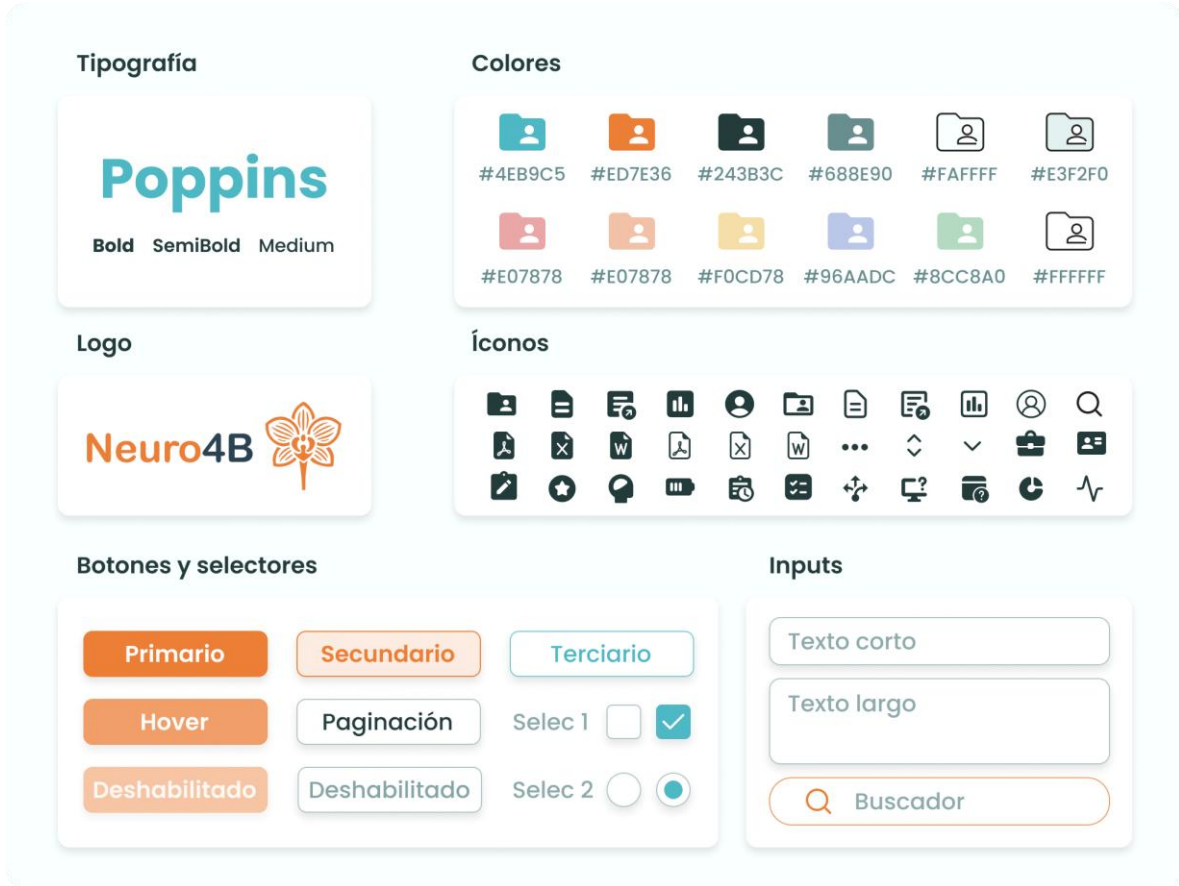 Tipografía
Poppins
Bold SemiBold Medium
Colores
#4EB9C5 #ED7E36 #243B3C #688E90 #FAFFFF #E3F2F0
#E07878 #E07878 #F0CD78 #96AADC #8CC8A0 #FFFFFF
Logo
Neuro4B
Íconos
X W X W
? ?
Botones y selectores
Primario Secundario Terciario
Hover Paginación Selec 1
Deshabilitado Deshabilitado Selec 2
Inputs
Texto corto
Texto largo
Buscador